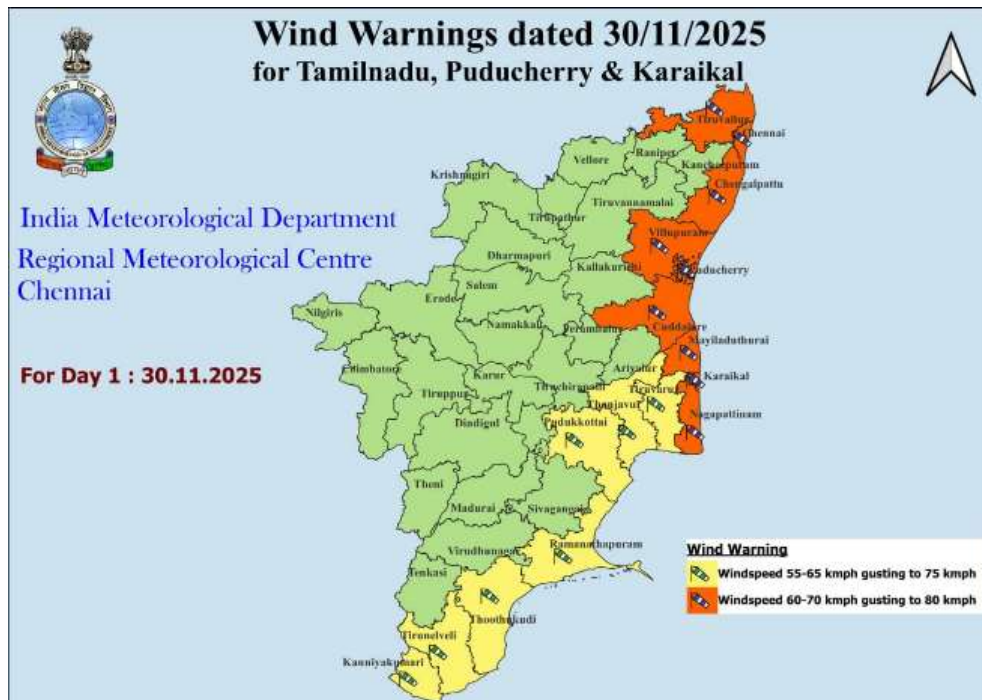 Wind Warnings dated 30/11/2025
for Tamilnadu, Puducherry & Karaikal
India Meteorological Department
Regional Meteorological Centre
Chennai
For Day 1 : 30.11.2025
Tiruvallur
Chennai
Ranipet
Vellore
Kancheepuram
Krishnagiri
Chengalpattu
Tiruvannamalai
Tirupathur
Villupuram
Dharmapuri
Kallakurichi
Puducherry
Salem
Erode
Nilgiris
Namakkal
Perambalur
Cuddalore
Mayiladuthurai
Ariyalur
Coimbatore
Karur
Karaikal
Tiruchirapalli
Tiruppur
Tiruvarur
Thanjavur
Nagapattinam
Dindigul
Pudukkottai
Theni
Madurai
Sivagangai
Virudhunagar
Ramanathapuram
Tenkasi
Thoothukudi
Tirunelveli
Kanniyakumari
Wind Warning
Windspeed 55-65 kmph gusting to 75 kmph
Windspeed 60-70 kmph gusting to 80 kmph